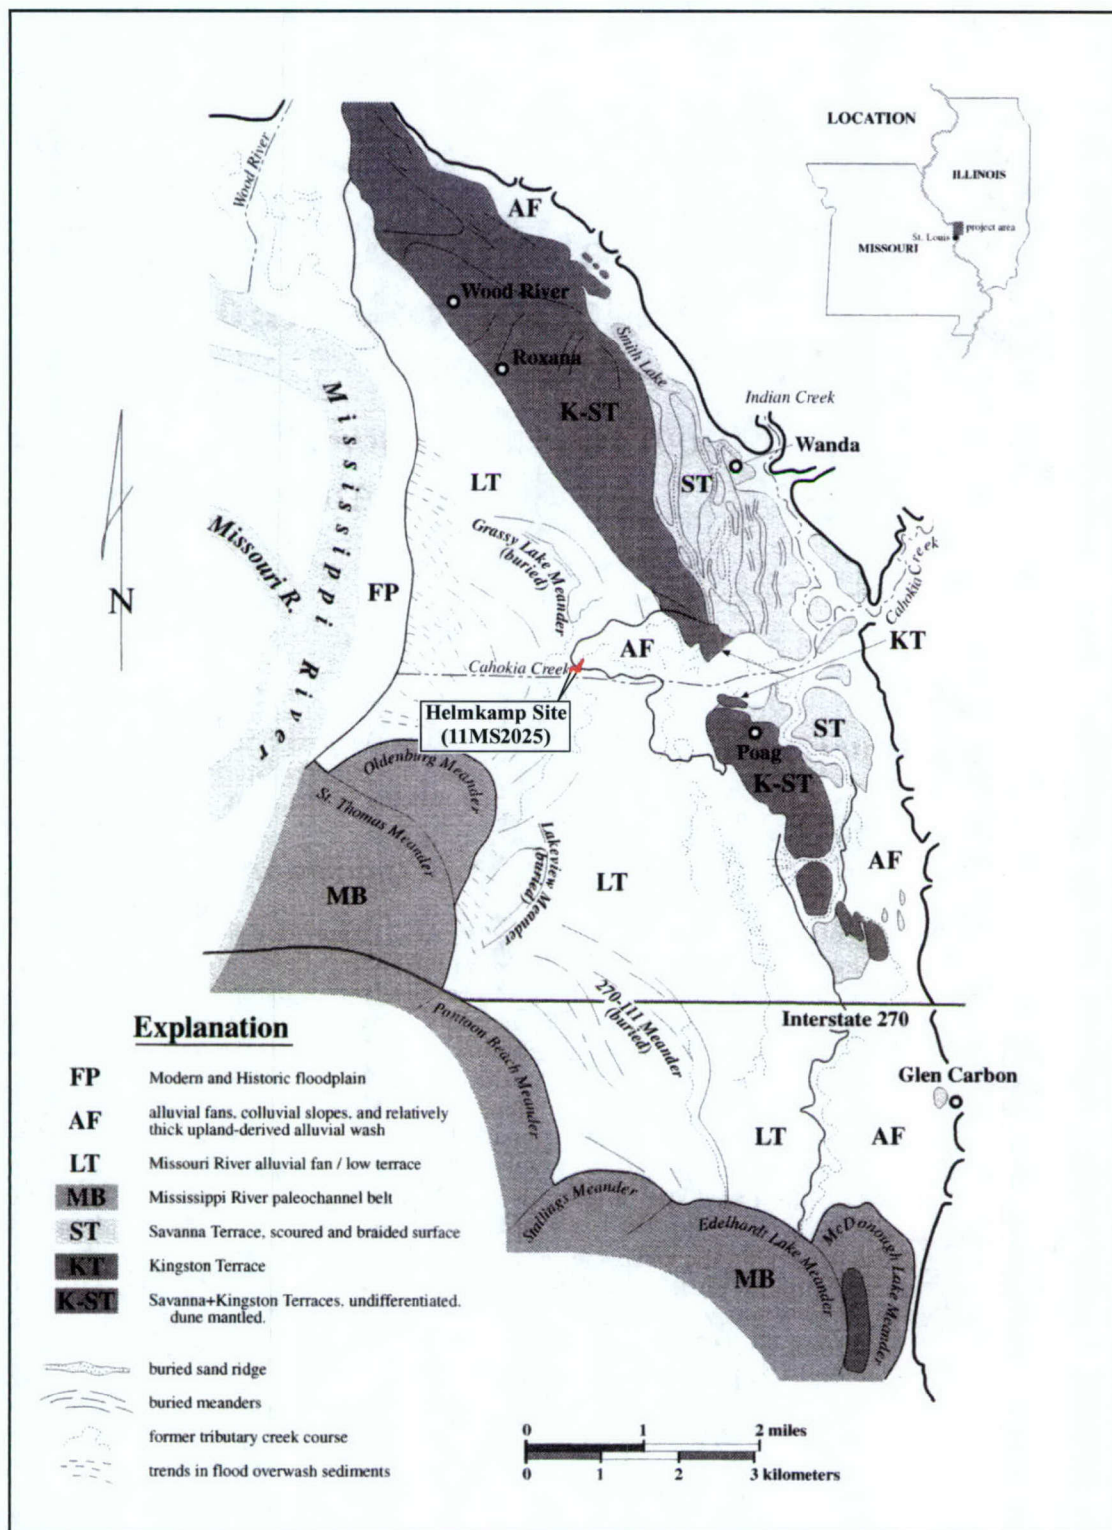 LOCATION
ILLINOIS
project area
St. Louis
MISSOURI
Wood River
AF
Wood River
Roxana
Smith Lake
K-ST
Indian Creek
Wanda
ST
LT
Mississippi River
Missouri R.
Grassy Lake Meander
(buried)
FP
N
Cahokia Creek
KT
AF
Cahokia Creek
Helmkamp Site
(11MS2025)
ST
Poag
K-ST
Oldenburg Meander
St. Thomas Meander
Lakeview Meander
(buried)
AF
LT
MB
270-III Meander
(buried)
Interstate 270
Pontoon Beach Meander
Glen Carbon
LT
AF
Stallings Meander
Edelhardt Lake Meander
McDonough Lake Meander
MB
Explanation
FP Modern and Historic floodplain
AF alluvial fans, colluvial slopes, and relatively
thick upland-derived alluvial wash
LT Missouri River alluvial fan / low terrace
MB Mississippi River paleochannel belt
ST Savanna Terrace, scoured and braided surface
KT Kingston Terrace
K-ST Savanna+Kingston Terraces, undifferentiated,
dune mantled.
buried sand ridge
buried meanders
former tributary creek course
trends in flood overwash sediments
0 1 2 miles
0 1 2 3 kilometers